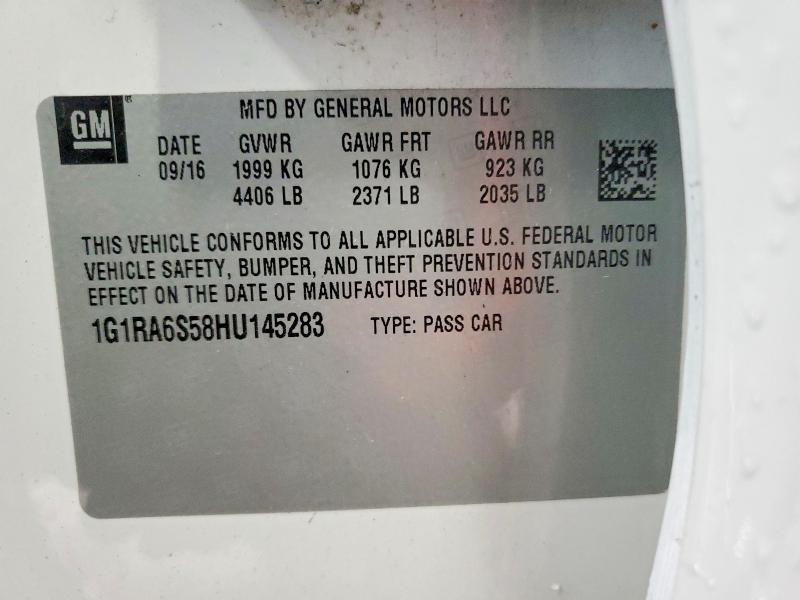 GM
MFD BY GENERAL MOTORS LLC
DATE GVWR GAWR FRT GAWR RR
09/16 1999 KG 1076 KG 923 KG
4406 LB 2371 LB 2035 LB
THIS VEHICLE CONFORMS TO ALL APPLICABLE U.S. FEDERAL MOTOR
VEHICLE SAFETY, BUMPER, AND THEFT PREVENTION STANDARDS IN
EFFECT ON THE DATE OF MANUFACTURE SHOWN ABOVE.
1G1RA6S58HU145283 TYPE: PASS CAR